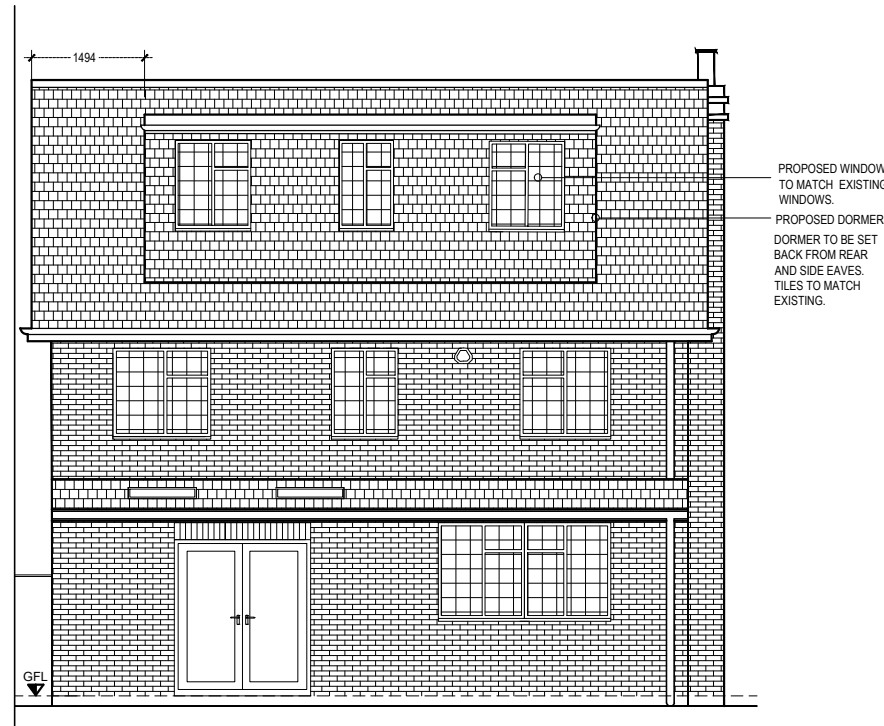 1494
PROPOSED WINDOW
TO MATCH EXISTING
WINDOWS.
PROPOSED DORMER
DORMER TO BE SET
BACK FROM REAR
AND SIDE EAVES.
TILES TO MATCH
EXISTING.
GFL